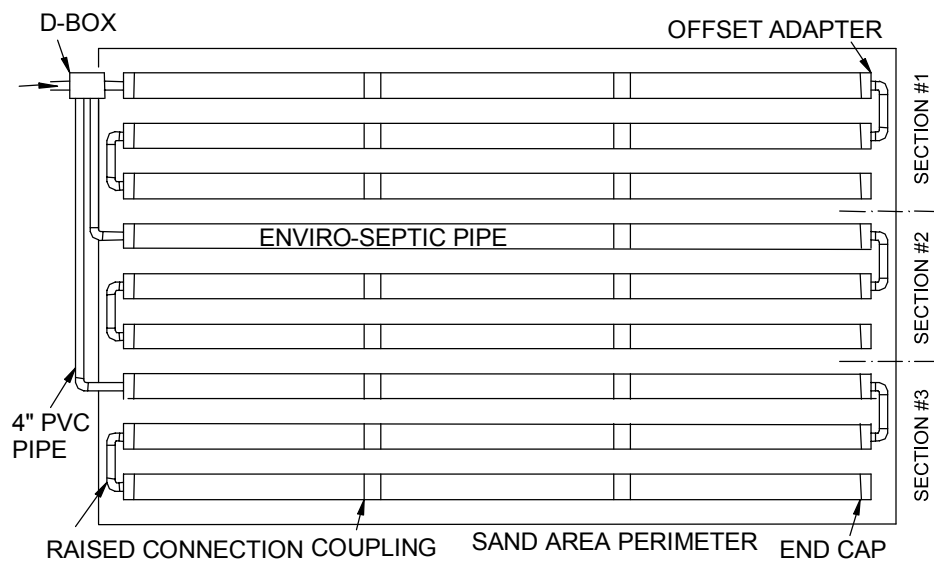 D-BOX
OFFSET ADAPTER
SECTION #1
ENVIRO-SEPTIC PIPE
SECTION #2
4" PVC
PIPE
SECTION #3
RAISED CONNECTION
COUPLING
SAND AREA PERIMETER
END CAP